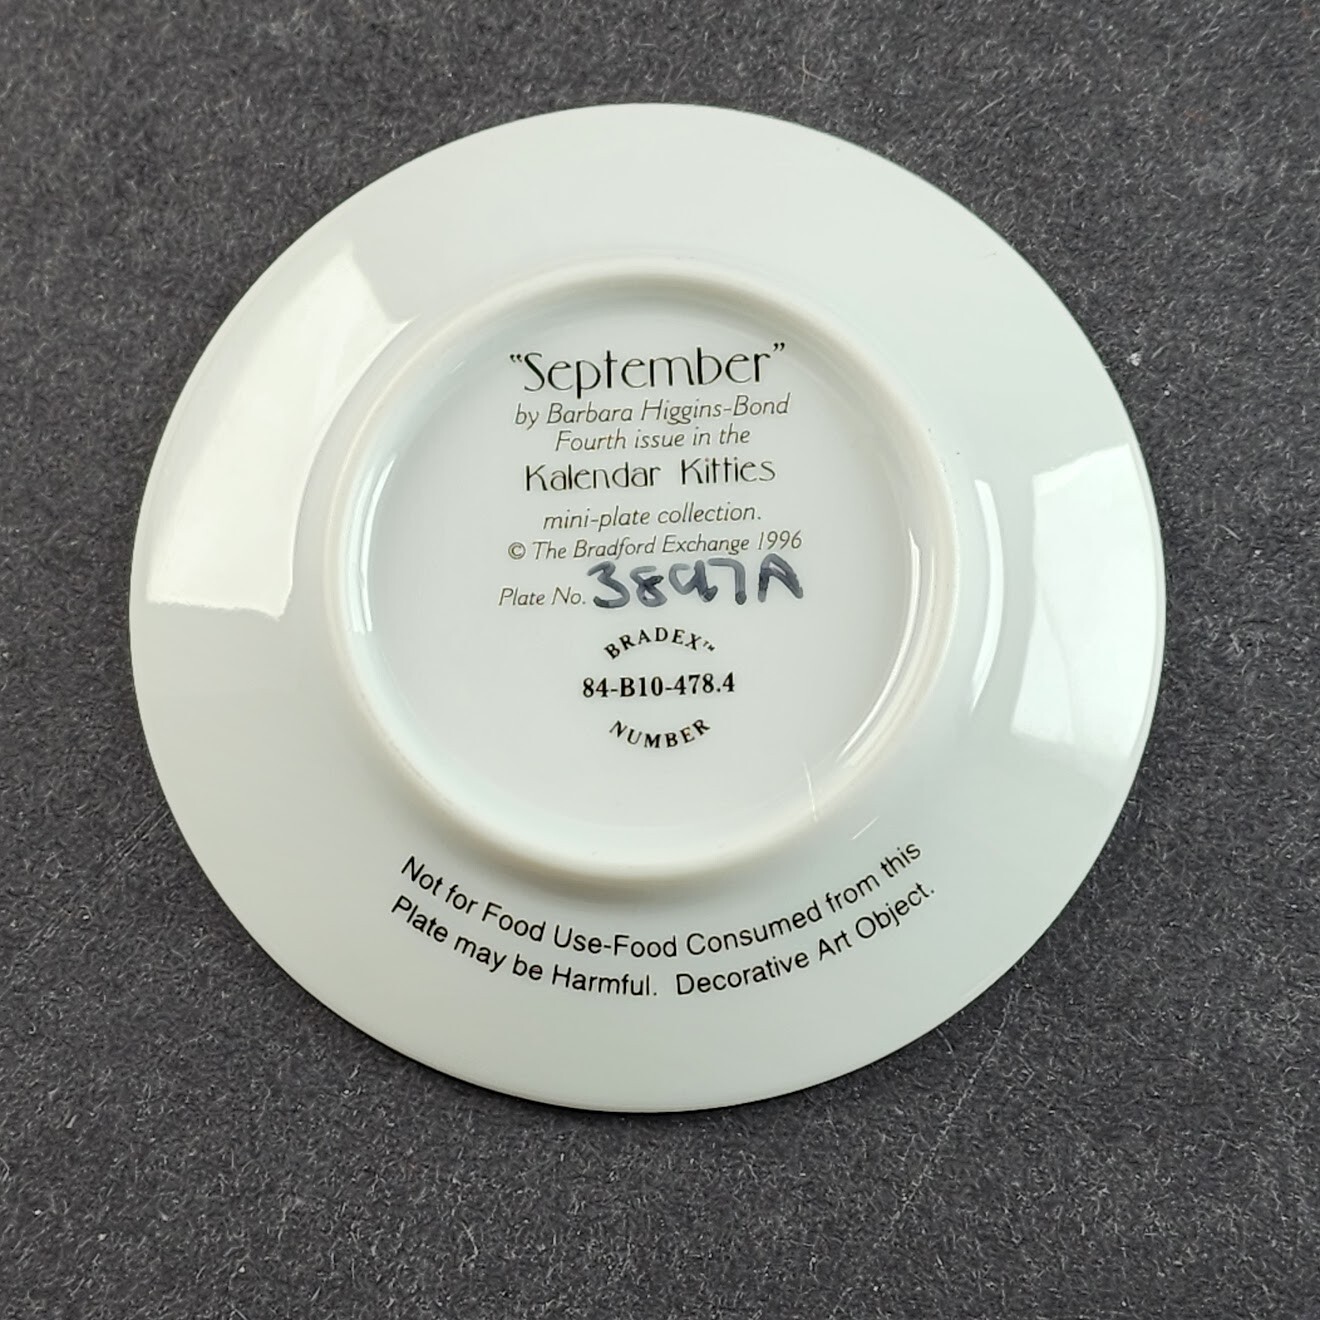 “September”
by Barbara Higgins-Bond
Fourth issue in the
Kalendar Kitties
mini-plate collection.
© The Bradford Exchange 1996
Plate No. 3897A
BRADEX™
84-B10-478.4
NUMBER
Not for Food Use-Food Consumed from this
Plate may be Harmful. Decorative Art Object.